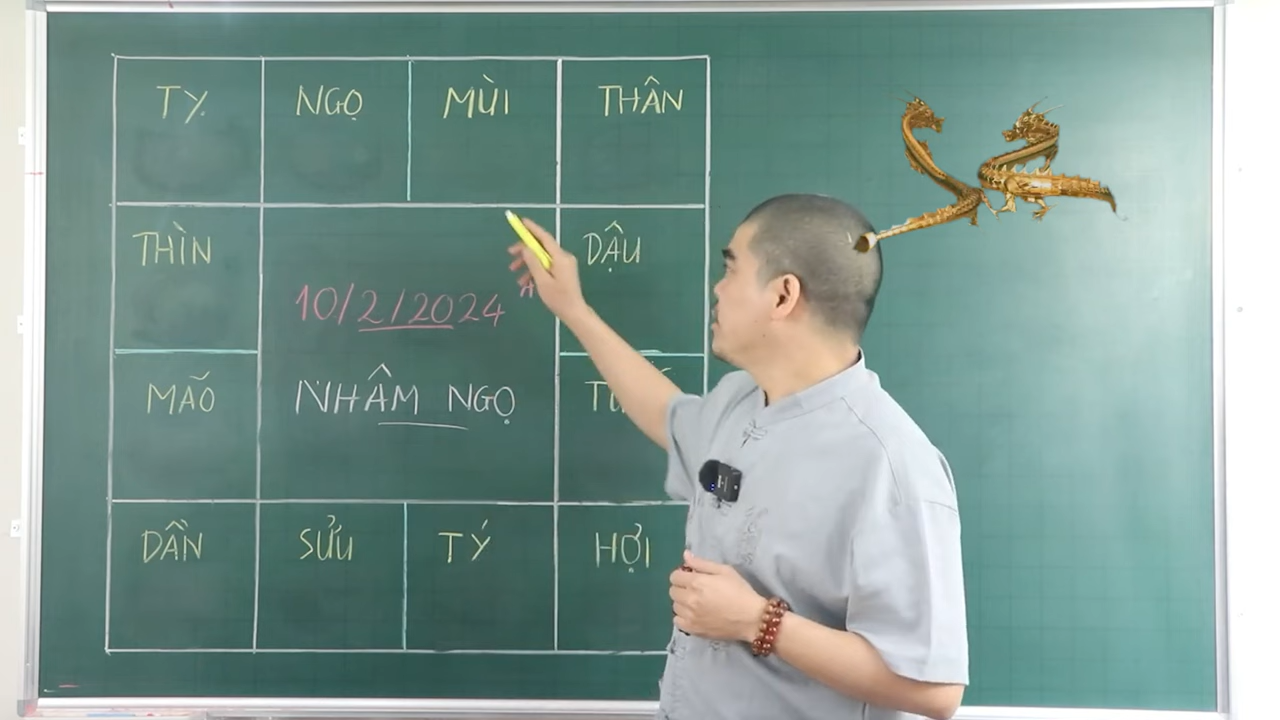 TỴ NGỌ MÙI THÂN
THÌN DẬU
10/2/2024
MÃO NHÂM NGỌ
DẦN SỬU TÝ HỢI